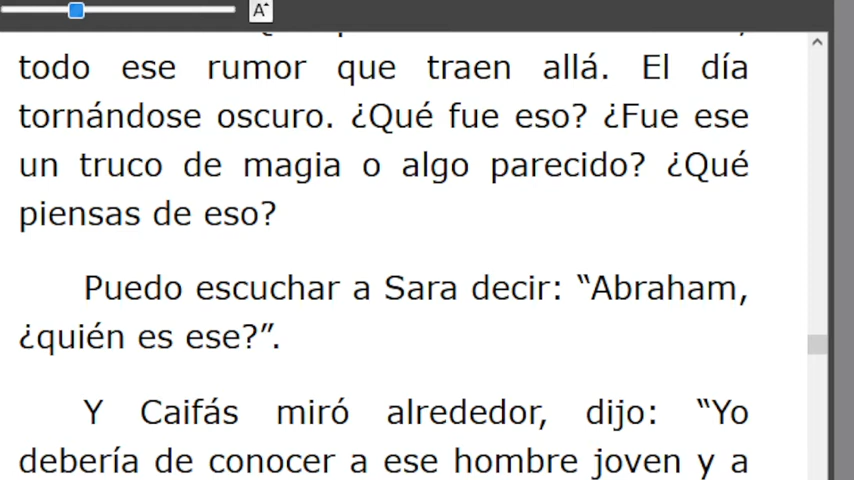 todo ese rumor que traen allá. El día
tornándose oscuro. ¿Qué fue eso? ¿Fue ese
un truco de magia o algo parecido? ¿Qué
piensas de eso?
Puedo escuchar a Sara decir: “Abraham,
¿quién es ese?”.
Y Caifás miró alrededor, dijo: “Yo
debería de conocer a ese hombre joven y a